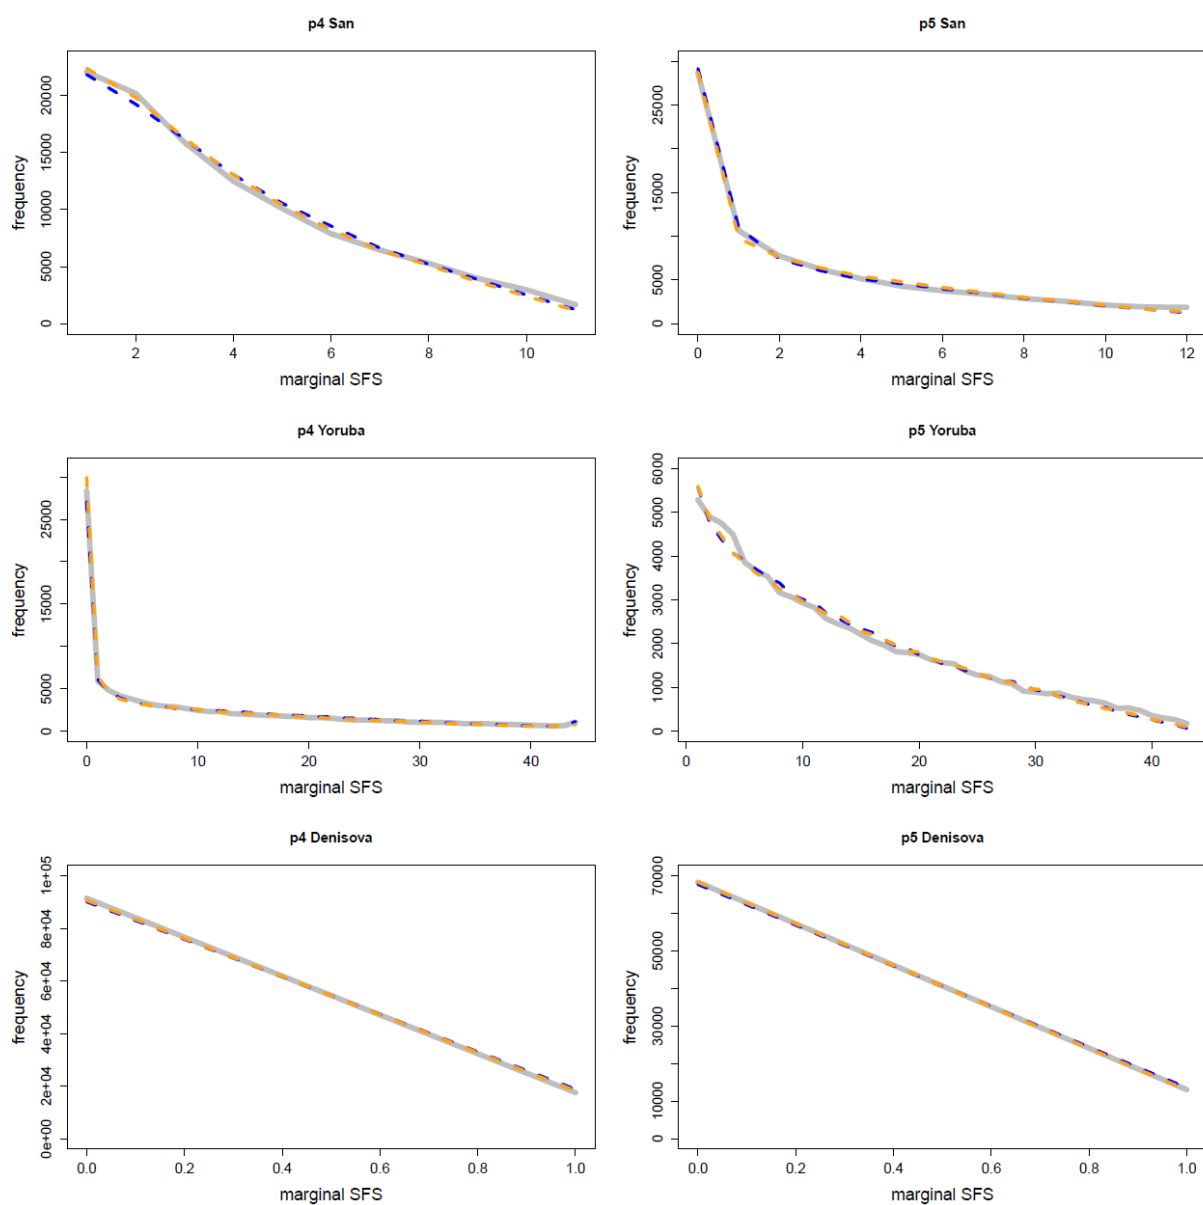 p4 San
frequency
0 5000 10000 15000 20000
2 4 6 8 10
marginal SFS
p5 San
frequency
0 5000 15000 25000
0 2 4 6 8 10 12
marginal SFS
p4 Yoruba
frequency
0 5000 15000 25000
0 10 20 30 40
marginal SFS
p5 Yoruba
frequency
0 1000 2000 3000 4000 5000 6000
0 10 20 30 40
marginal SFS
p4 Denisova
frequency
0e+00 2e+04 4e+04 6e+04 8e+04 1e+05
0.0 0.2 0.4 0.6 0.8 1.0
marginal SFS
p5 Denisova
frequency
0 10000 30000 50000 70000
0.0 0.2 0.4 0.6 0.8 1.0
marginal SFS